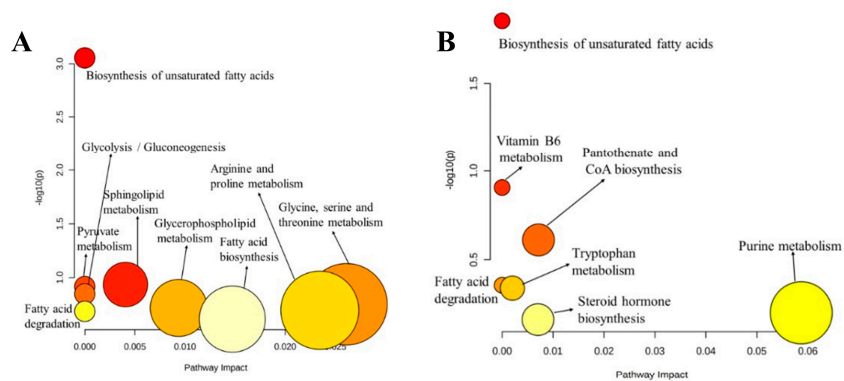 A
3.0
2.5
2.0
1.5
1.0
-log10(p)
Biosynthesis of unsaturated fatty acids
Glycolysis / Gluconeogenesis
Sphingolipid
metabolism
Pyruvate
metabolism
Arginine and
proline metabolism
Glycerophospholipid
metabolism
Fatty acid
biosynthesis
Glycine, serine and
threonine metabolism
Fatty acid
degradation
0.000
0.005
0.010
0.020
Pathway Impact
B
Biosynthesis of unsaturated fatty acids
1.5
1.0
0.5
-log10(p)
Vitamin B6
metabolism
Pantothenate and
CoA biosynthesis
Fatty acid
degradation
Tryptophan
metabolism
Steroid hormone
biosynthesis
Purine metabolism
0.00
0.01
0.02
0.03
0.04
0.05
0.06
Pathway Impact